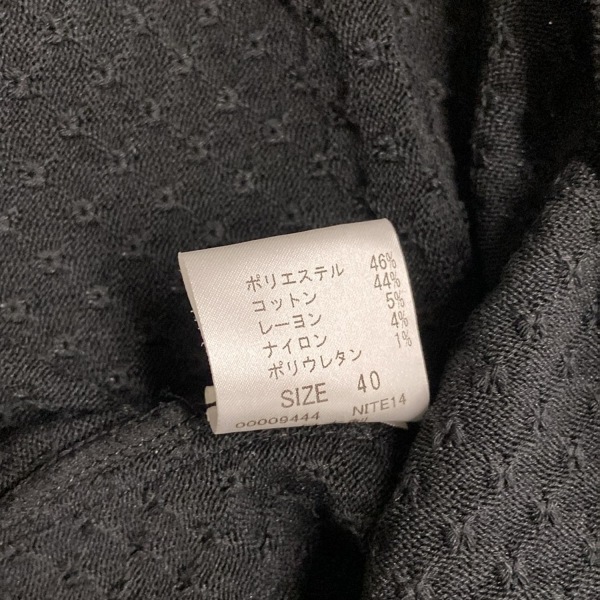 ポリエステル 46%
コットン 44%
レーヨン 5%
ナイロン 4%
ポリウレタン 1%
SIZE 40
00009444 NITE14